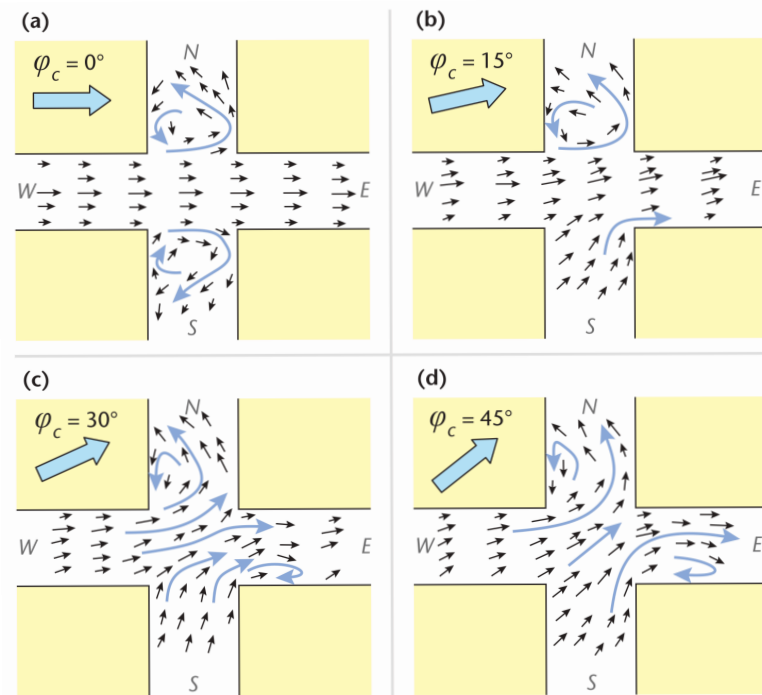 (a)
N
φc = 0°
W
E
S
(b)
N
φc = 15°
W
E
S
(c)
N
φc = 30°
W
E
S
(d)
N
φc = 45°
W
E
S